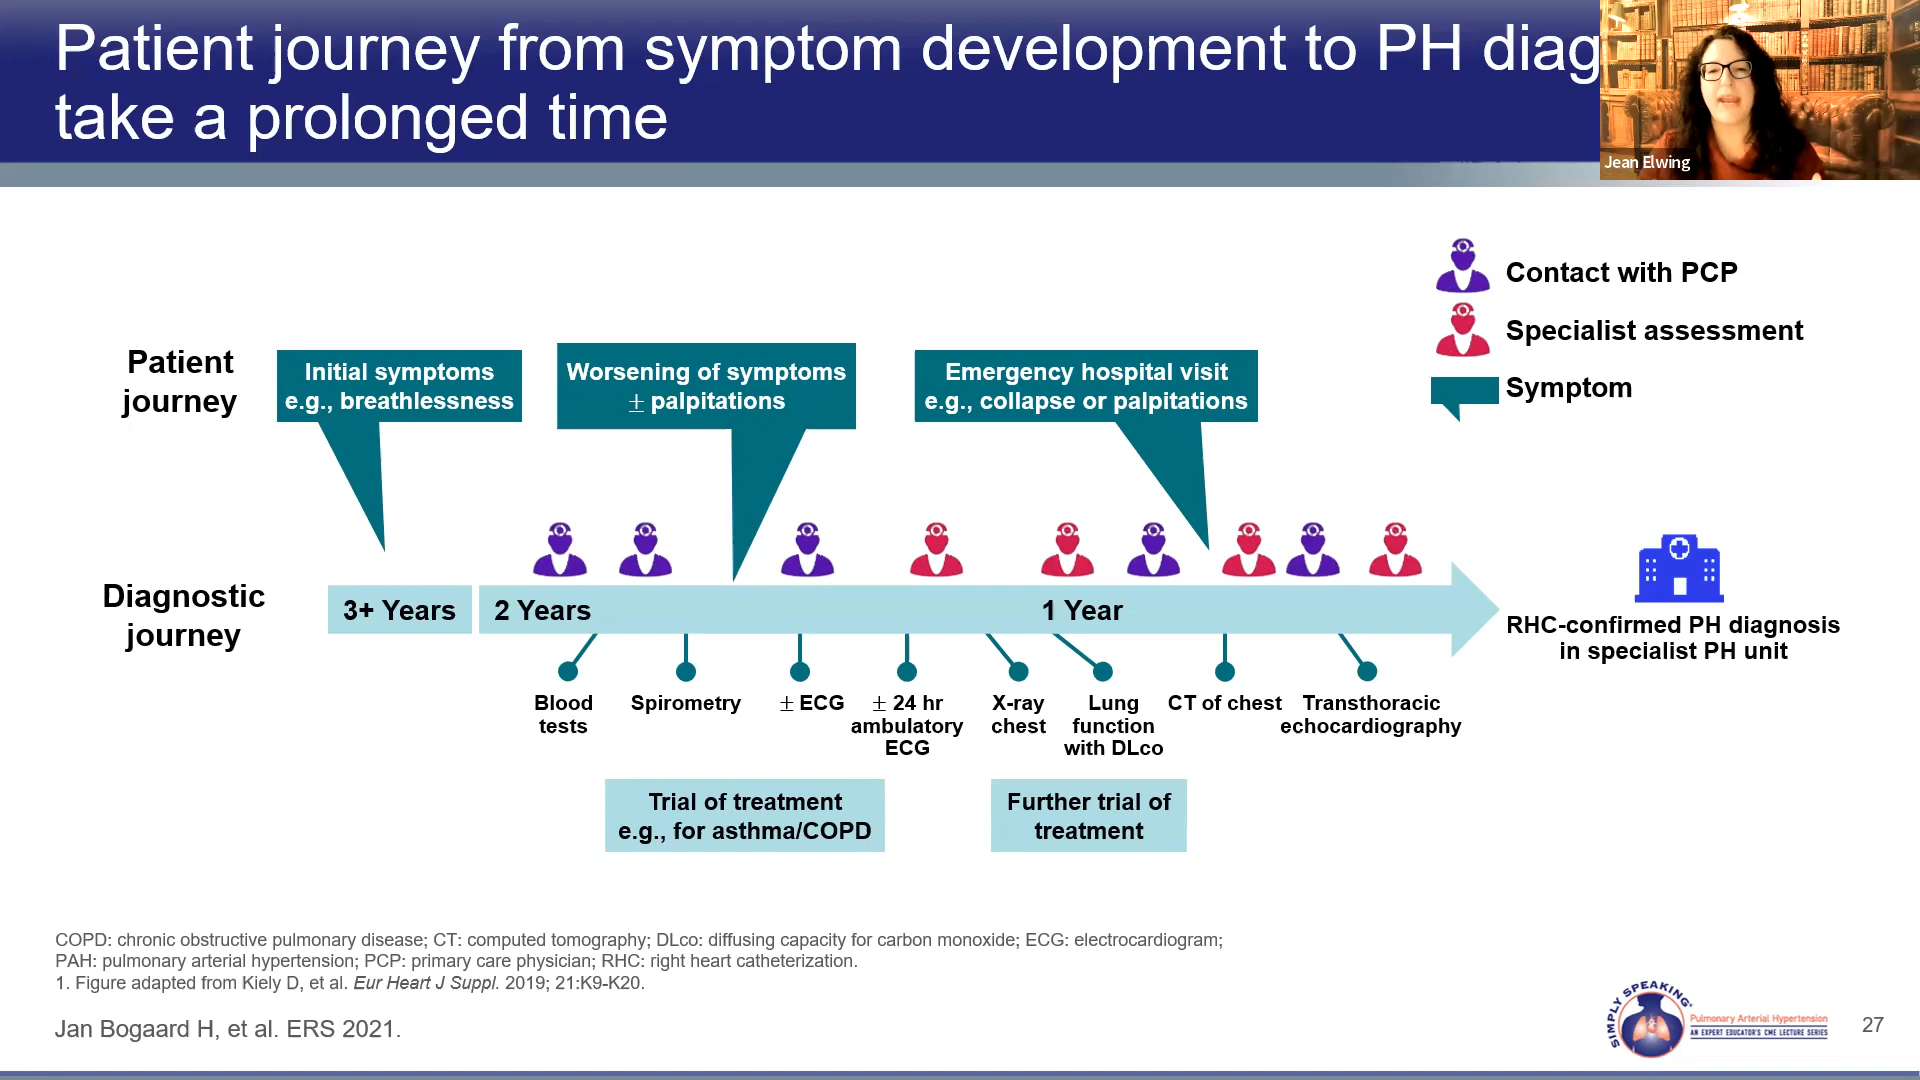 Patient journey from symptom development to PH diag
take a prolonged time
Jean Elwing
Contact with PCP
Specialist assessment
Symptom
Patient
journey
Initial symptoms
e.g., breathlessness
Worsening of symptoms
± palpitations
Emergency hospital visit
e.g., collapse or palpitations
Diagnostic
journey
3+ Years
2 Years
1 Year
RHC-confirmed PH diagnosis
in specialist PH unit
Blood
tests
Spirometry
± ECG
± 24 hr
ambulatory
ECG
X-ray
chest
Lung
function
with DLco
CT of chest
Transthoracic
echocardiography
Trial of treatment
e.g., for asthma/COPD
Further trial of
treatment
COPD: chronic obstructive pulmonary disease; CT: computed tomography; DLco: diffusing capacity for carbon monoxide; ECG: electrocardiogram;
PAH: pulmonary arterial hypertension; PCP: primary care physician; RHC: right heart catheterization.
1. Figure adapted from Kiely D, et al. Eur Heart J Suppl. 2019; 21:K9-K20.
Jan Bogaard H, et al. ERS 2021.
SIMPLY SPEAKING®
Pulmonary Arterial Hypertension
AN EXPERT EDUCATOR'S CME LECTURE SERIES
27